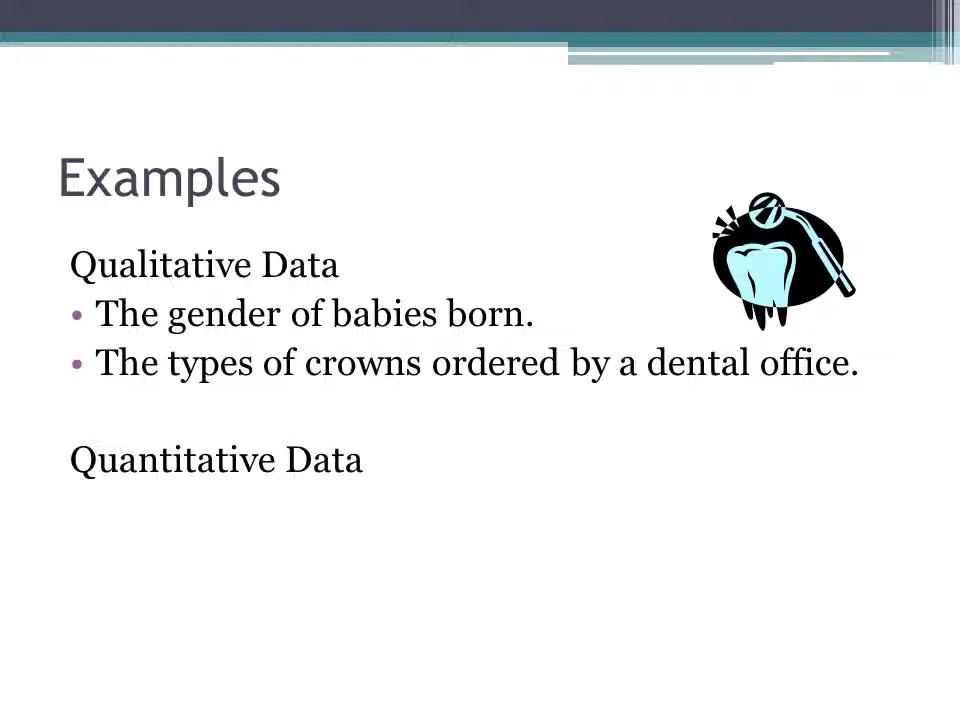 Examples
Qualitative Data
• The gender of babies born.
• The types of crowns ordered by a dental office.
Quantitative Data